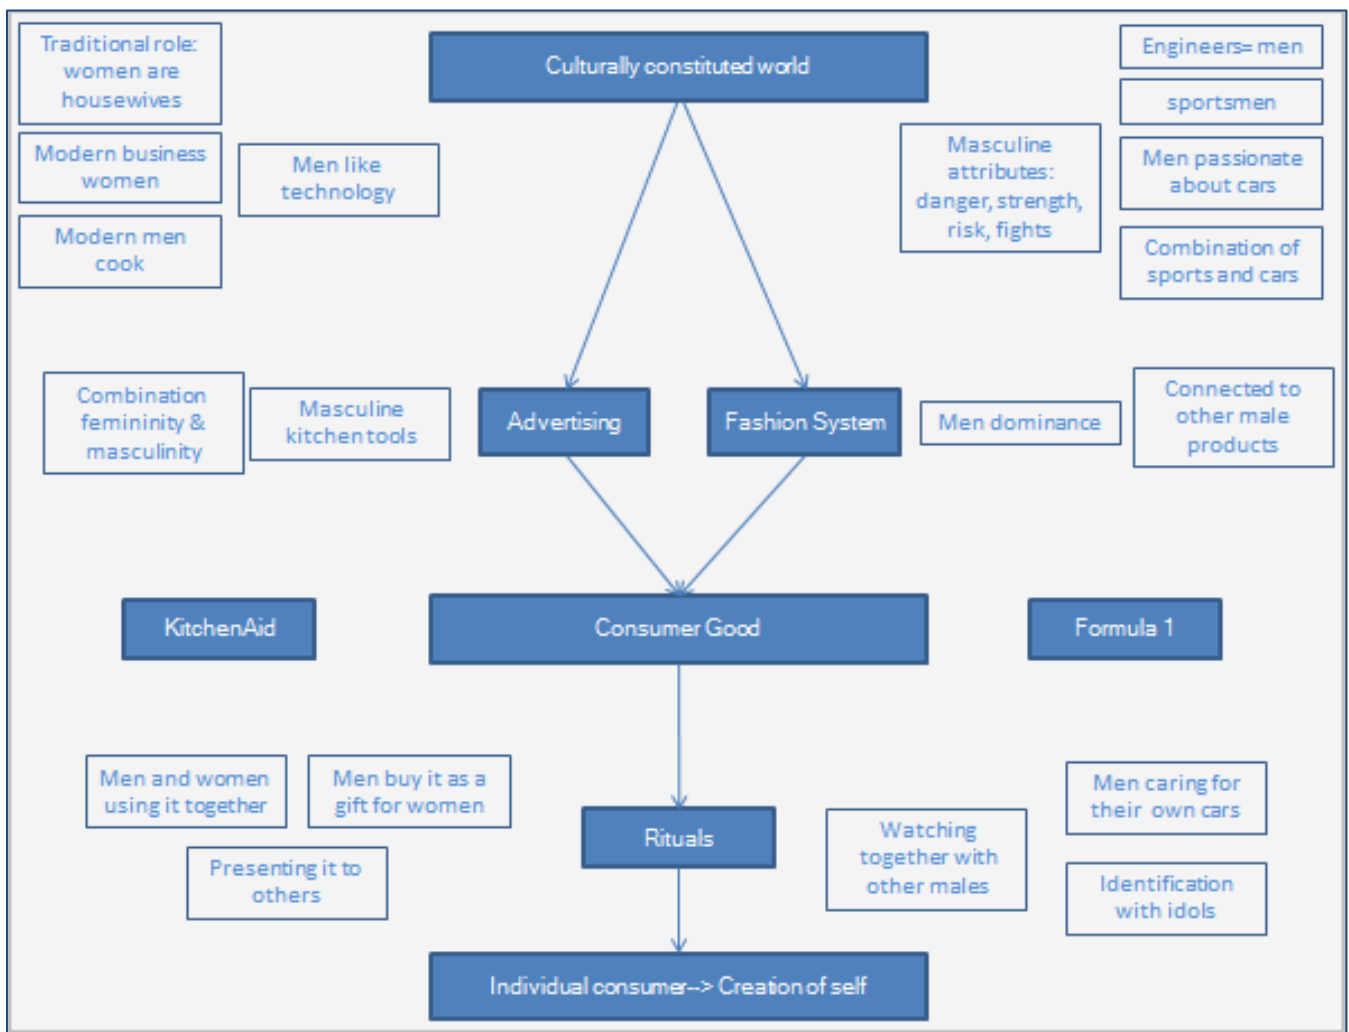 Traditional role:
women are
housewives
Culturally constituted world
Engineers= men
sportsmen
Modern business
women
Men like
technology
Masculine
attributes:
danger, strength,
risk, fights
Men passionate
about cars
Modern men
cook
Combination of
sports and cars
Combination
femininity &
masculinity
Masculine
kitchen tools
Advertising
Fashion System
Men dominance
Connected to
other male
products
KitchenAid
Consumer Good
Formula 1
Men and women
using it together
Men buy it as a
gift for women
Presenting it to
others
Rituals
Watching
together with
other males
Men caring for
their own cars
Identification
with idols
Individual consumer--> Creation of self